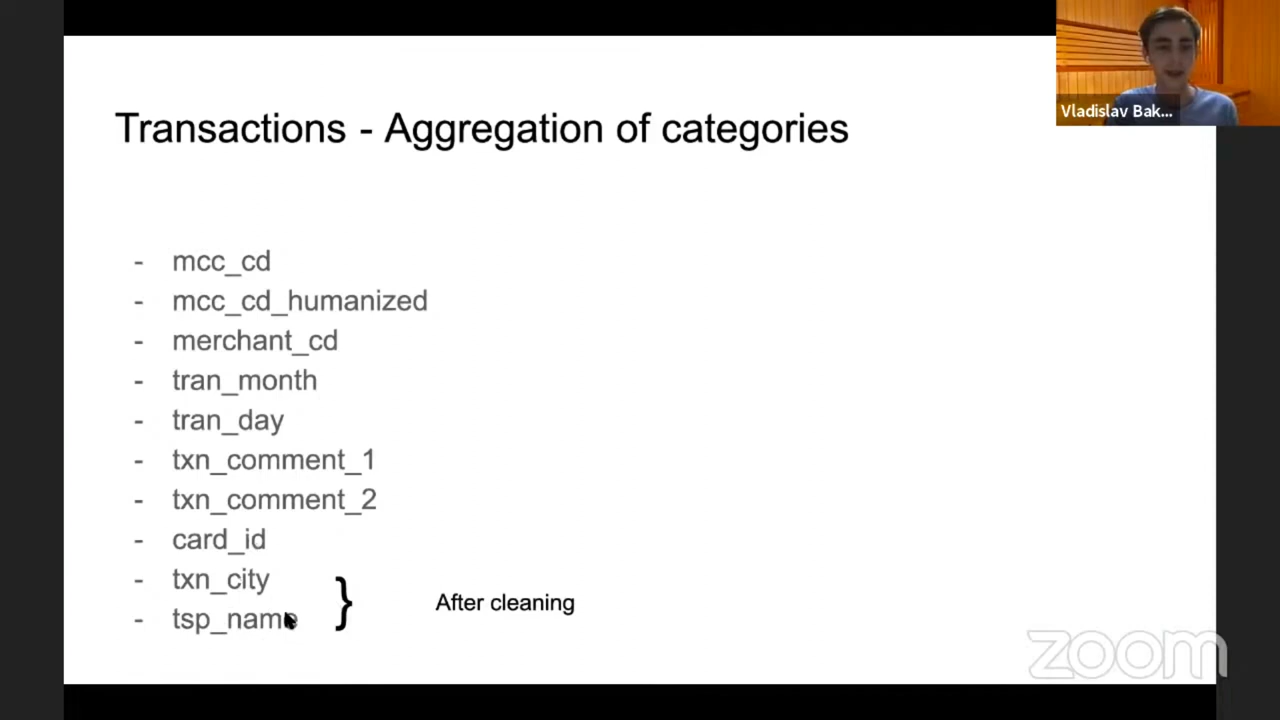 Vladislav Bak...
Transactions - Aggregation of categories
- mcc_cd
- mcc_cd_humanized
- merchant_cd
- tran_month
- tran_day
- txn_comment_1
- txn_comment_2
- card_id
- txn_city
- tsp_name
} After cleaning
zoom